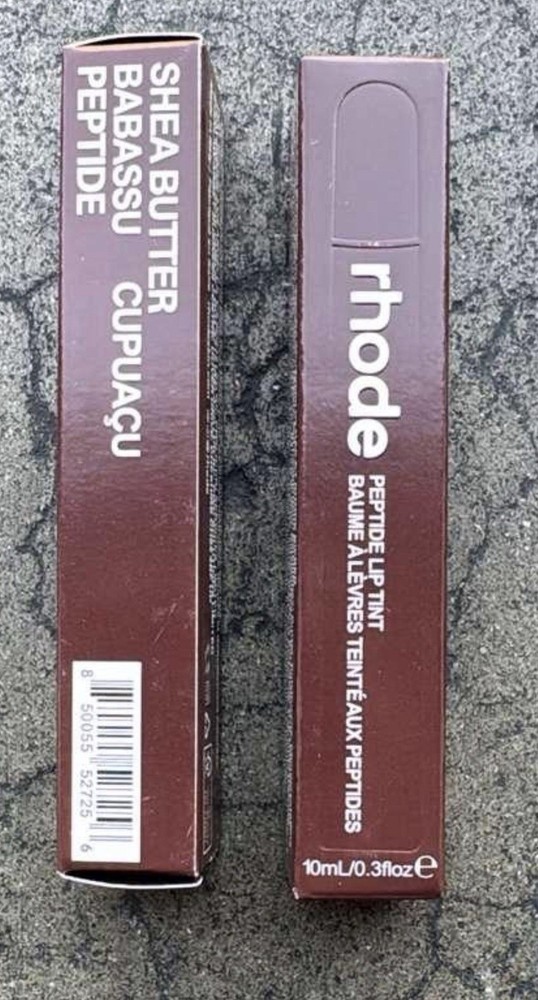 SHEA BUTTER
BABASSU CUPUAÇU
PEPTIDE
8 50055 52725 6
rhode
PEPTIDE LIP TINT
BAUME À LÈVRES TEINTÉ AUX PEPTIDES
10mL/0.3floz℮